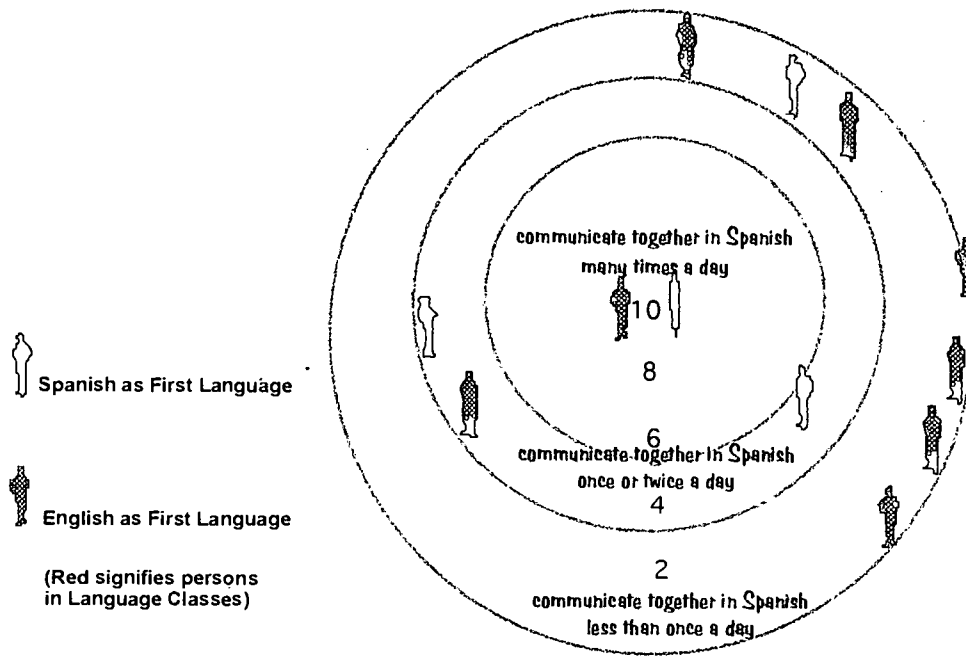 communicate together in Spanish
many times a day
10
8
6
communicate together in Spanish
once or twice a day
4
2
communicate together in Spanish
less than once a day
Spanish as First Language
English as First Language
(Red signifies persons
in Language Classes)